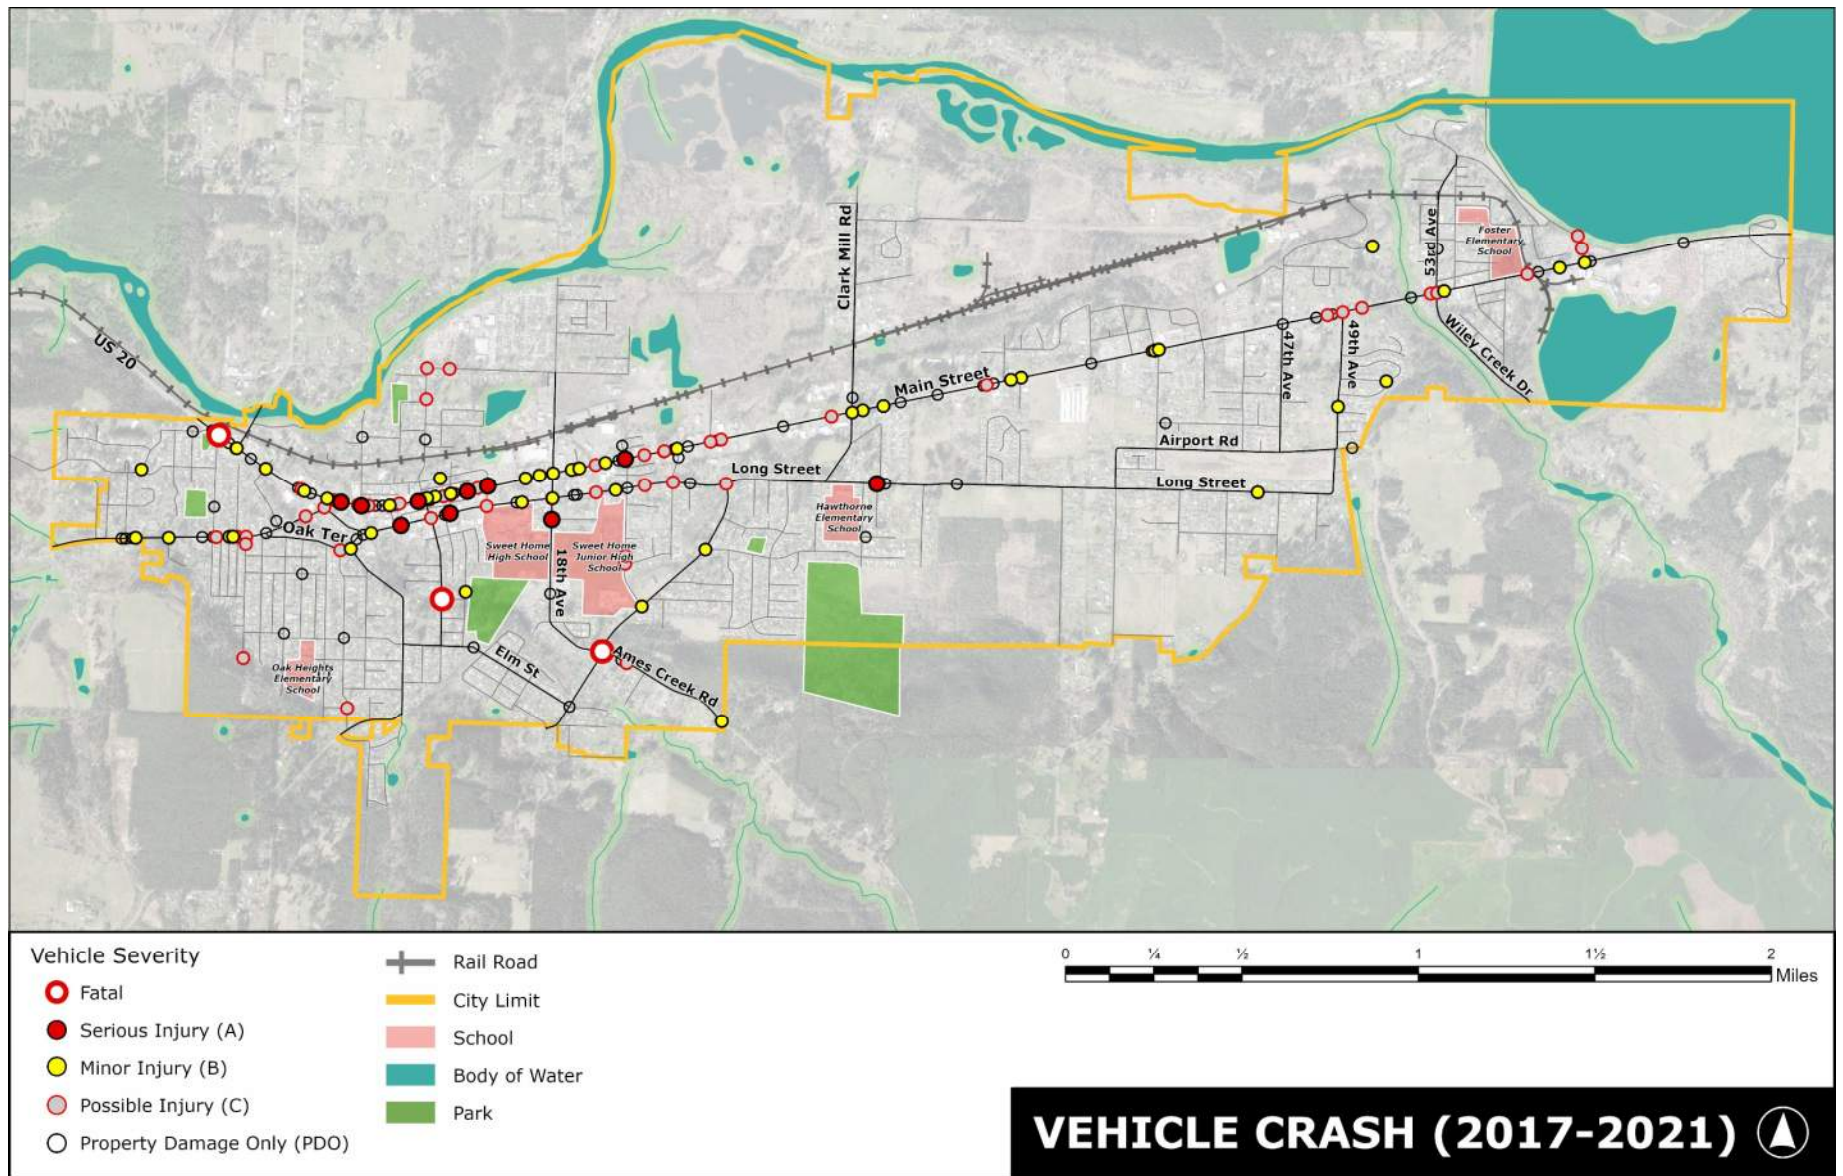 Clark Mill Rd
53rd Ave
Foster
Elementary
School
US 20
Wiley Creek Dr
47th Ave
49th Ave
Main Street
Airport Rd
Long Street
Long Street
Hawthorne
Elementary
School
Oak Ter
Sweet Home
High School
Sweet Home
Junior High
School
18th Ave
Elm St
Ames Creek Rd
Oak Heights
Elementary
School
Vehicle Severity
Fatal
Serious Injury (A)
Minor Injury (B)
Possible Injury (C)
Property Damage Only (PDO)
Rail Road
City Limit
School
Body of Water
Park
0 ¼ ½ 1 1½ 2
Miles
VEHICLE CRASH (2017-2021)